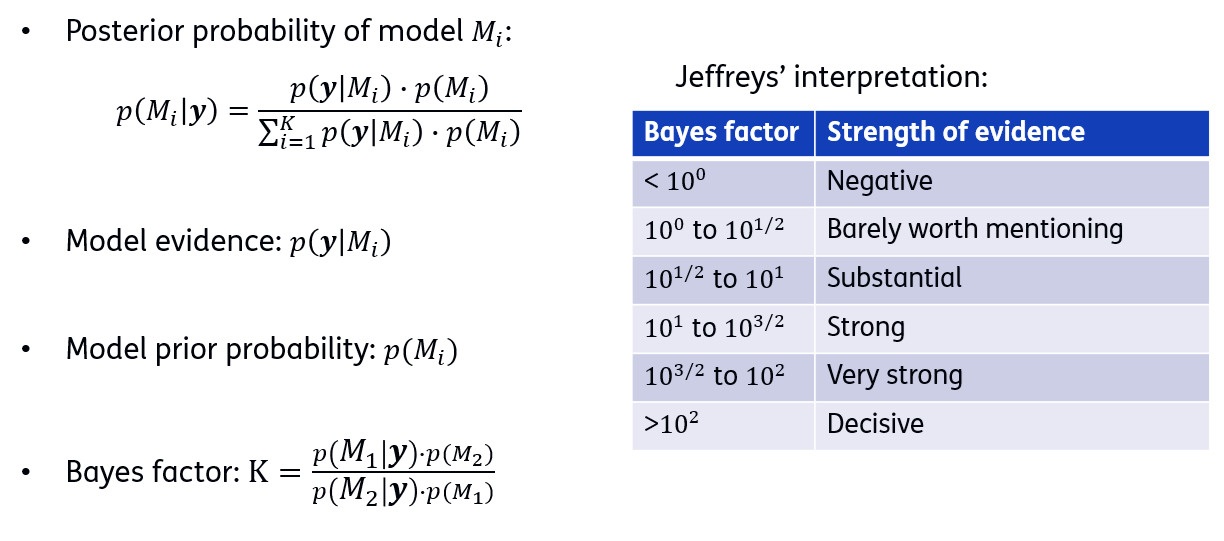 • Posterior probability of model $M_i$:
$p(M_i|\boldsymbol{y}) = \frac{p(\boldsymbol{y}|M_i) \cdot p(M_i)}{\sum_{i=1}^{K} p(\boldsymbol{y}|M_i) \cdot p(M_i)}$
• Model evidence: $p(\boldsymbol{y}|M_i)$
• Model prior probability: $p(M_i)$
• Bayes factor: $\mathrm{K} = \frac{p(M_1|\boldsymbol{y}) \cdot p(M_2)}{p(M_2|\boldsymbol{y}) \cdot p(M_1)}$
Jeffreys’ interpretation:
Bayes factor Strength of evidence
< $10^0$ Negative
$10^0$ to $10^{1/2}$ Barely worth mentioning
$10^{1/2}$ to $10^1$ Substantial
$10^1$ to $10^{3/2}$ Strong
$10^{3/2}$ to $10^2$ Very strong
>$10^2$ Decisive